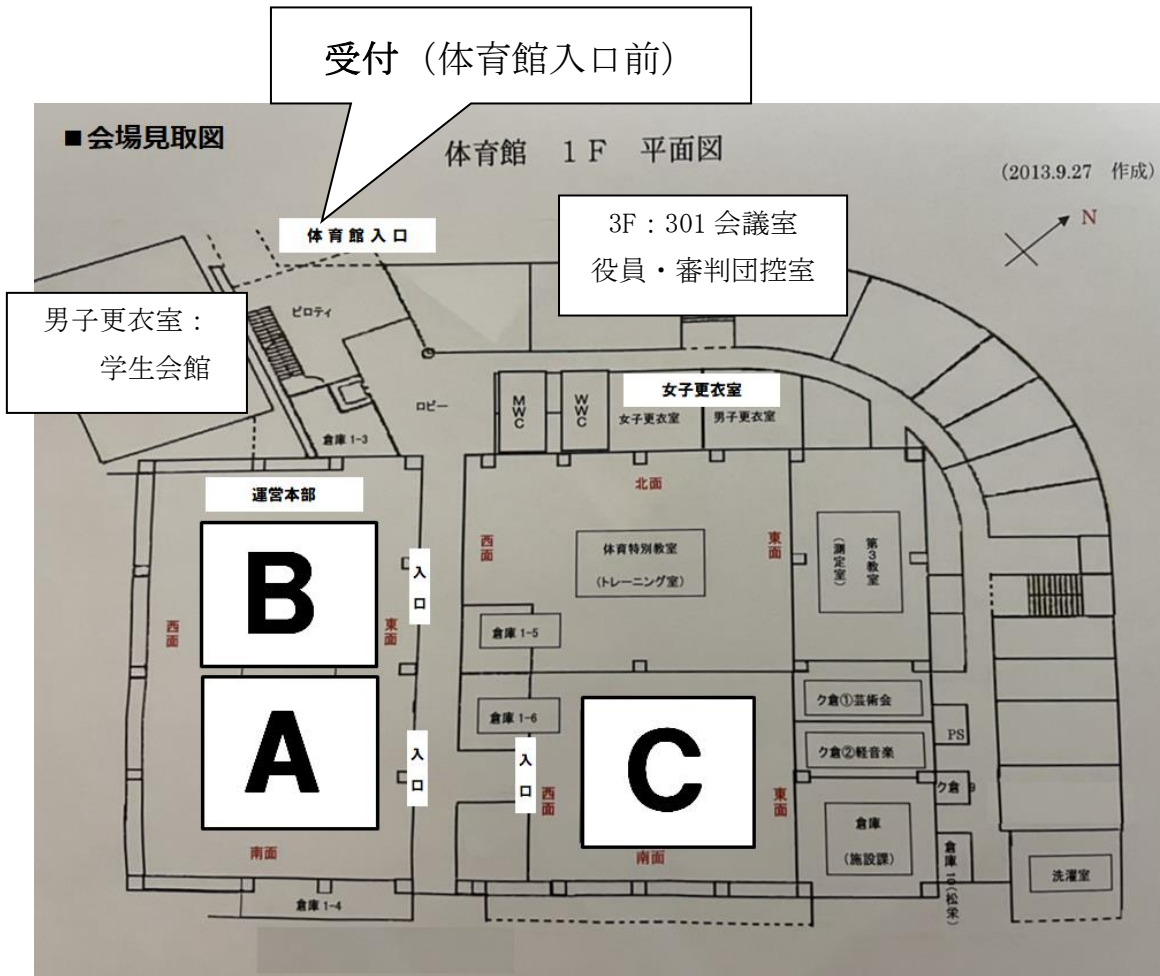 受付（体育館入口前）
■会場見取図
体育館　１Ｆ　平面図
(2013.9.27　作成)
N
体育館入口
3F：301 会議室
役員・審判団控室
男子更衣室：
学生会館
ピロティ
ロビー
MWC
WWC
女子更衣室
女子更衣室
男子更衣室
倉庫 1-3
運営本部
北面
B
入口
西面
東面
西面
体育特別教室
(トレーニング室)
東面
第3教室
(測定室)
倉庫 1-5
A
入口
倉庫 1-6
入口
西面
C
東面
ク倉①芸術会
ク倉②軽音楽
PS
ク倉 9
倉庫
(施設課)
倉庫10(松栄)
洗濯室
南面
南面
倉庫 1-4